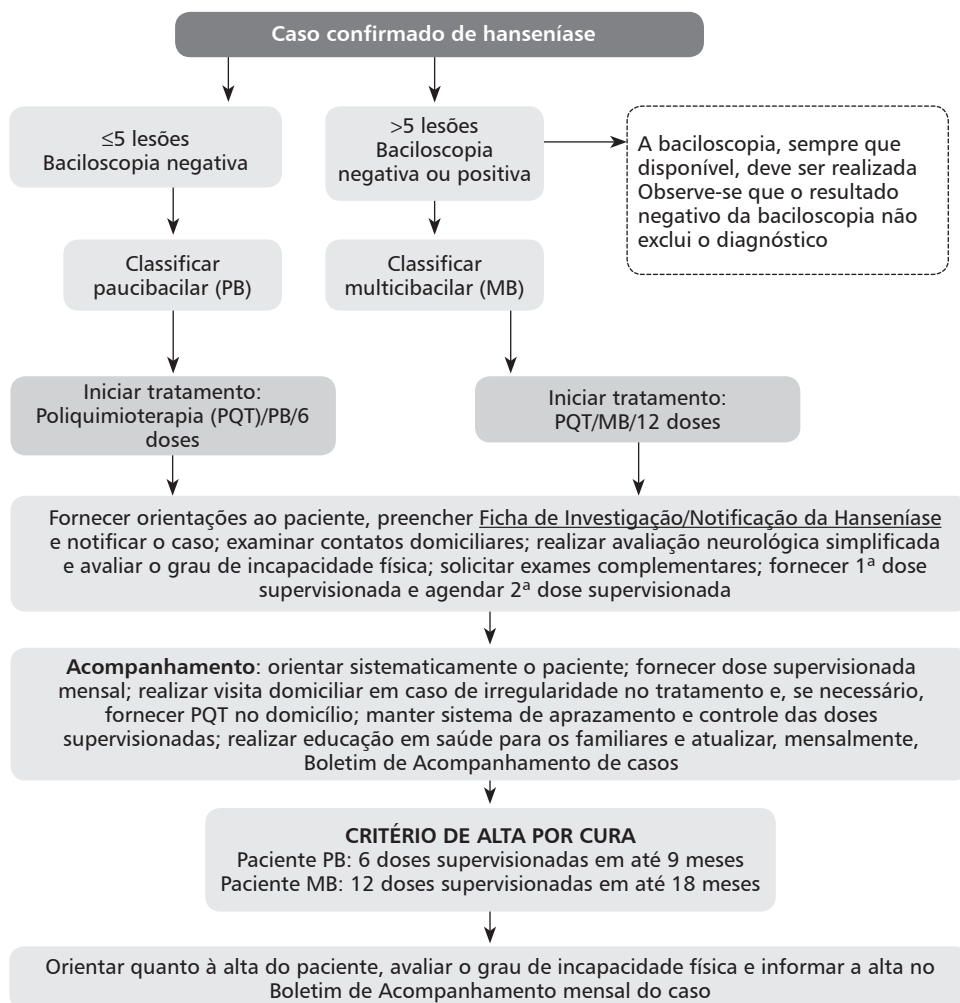 Caso confirmado de hanseníase
≤5 lesões
Baciloscopia negativa
>5 lesões
Baciloscopia
negativa ou positiva
A baciloscopia, sempre que
disponível, deve ser realizada
Observe-se que o resultado
negativo da baciloscopia não
exclui o diagnóstico
Classificar
paucibacilar (PB)
Classificar
multicibacilar (MB)
Iniciar tratamento:
Poliquimioterapia (PQT)/PB/6
doses
Iniciar tratamento:
PQT/MB/12 doses
Fornecer orientações ao paciente, preencher Ficha de Investigação/Notificação da Hanseníase
e notificar o caso; examinar contatos domiciliares; realizar avaliação neurológica simplificada
e avaliar o grau de incapacidade física; solicitar exames complementares; fornecer 1ª dose
supervisionada e agendar 2ª dose supervisionada
Acompanhamento: orientar sistematicamente o paciente; fornecer dose supervisionada
mensal; realizar visita domiciliar em caso de irregularidade no tratamento e, se necessário,
fornecer PQT no domicílio; manter sistema de aprazamento e controle das doses
supervisionadas; realizar educação em saúde para os familiares e atualizar, mensalmente,
Boletim de Acompanhamento de casos
CRITÉRIO DE ALTA POR CURA
Paciente PB: 6 doses supervisionadas em até 9 meses
Paciente MB: 12 doses supervisionadas em até 18 meses
Orientar quanto à alta do paciente, avaliar o grau de incapacidade física e informar a alta no
Boletim de Acompanhamento mensal do caso